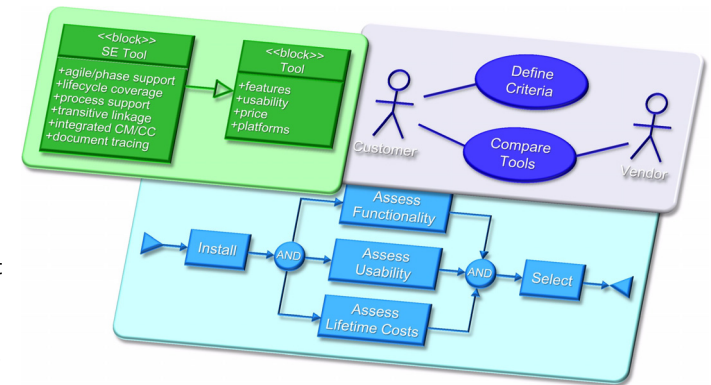 <<block>>
SE Tool
+agile/phase support
+lifecycle coverage
+process support
+transitive linkage
+integrated CM/CC
+document tracing
<<block>>
Tool
+features
+usability
+price
+platforms
Define
Criteria
Compare
Tools
Customer
Vendor
Install
AND
Assess
Functionality
Assess
Usability
Assess
Lifetime Costs
AND
Select
t